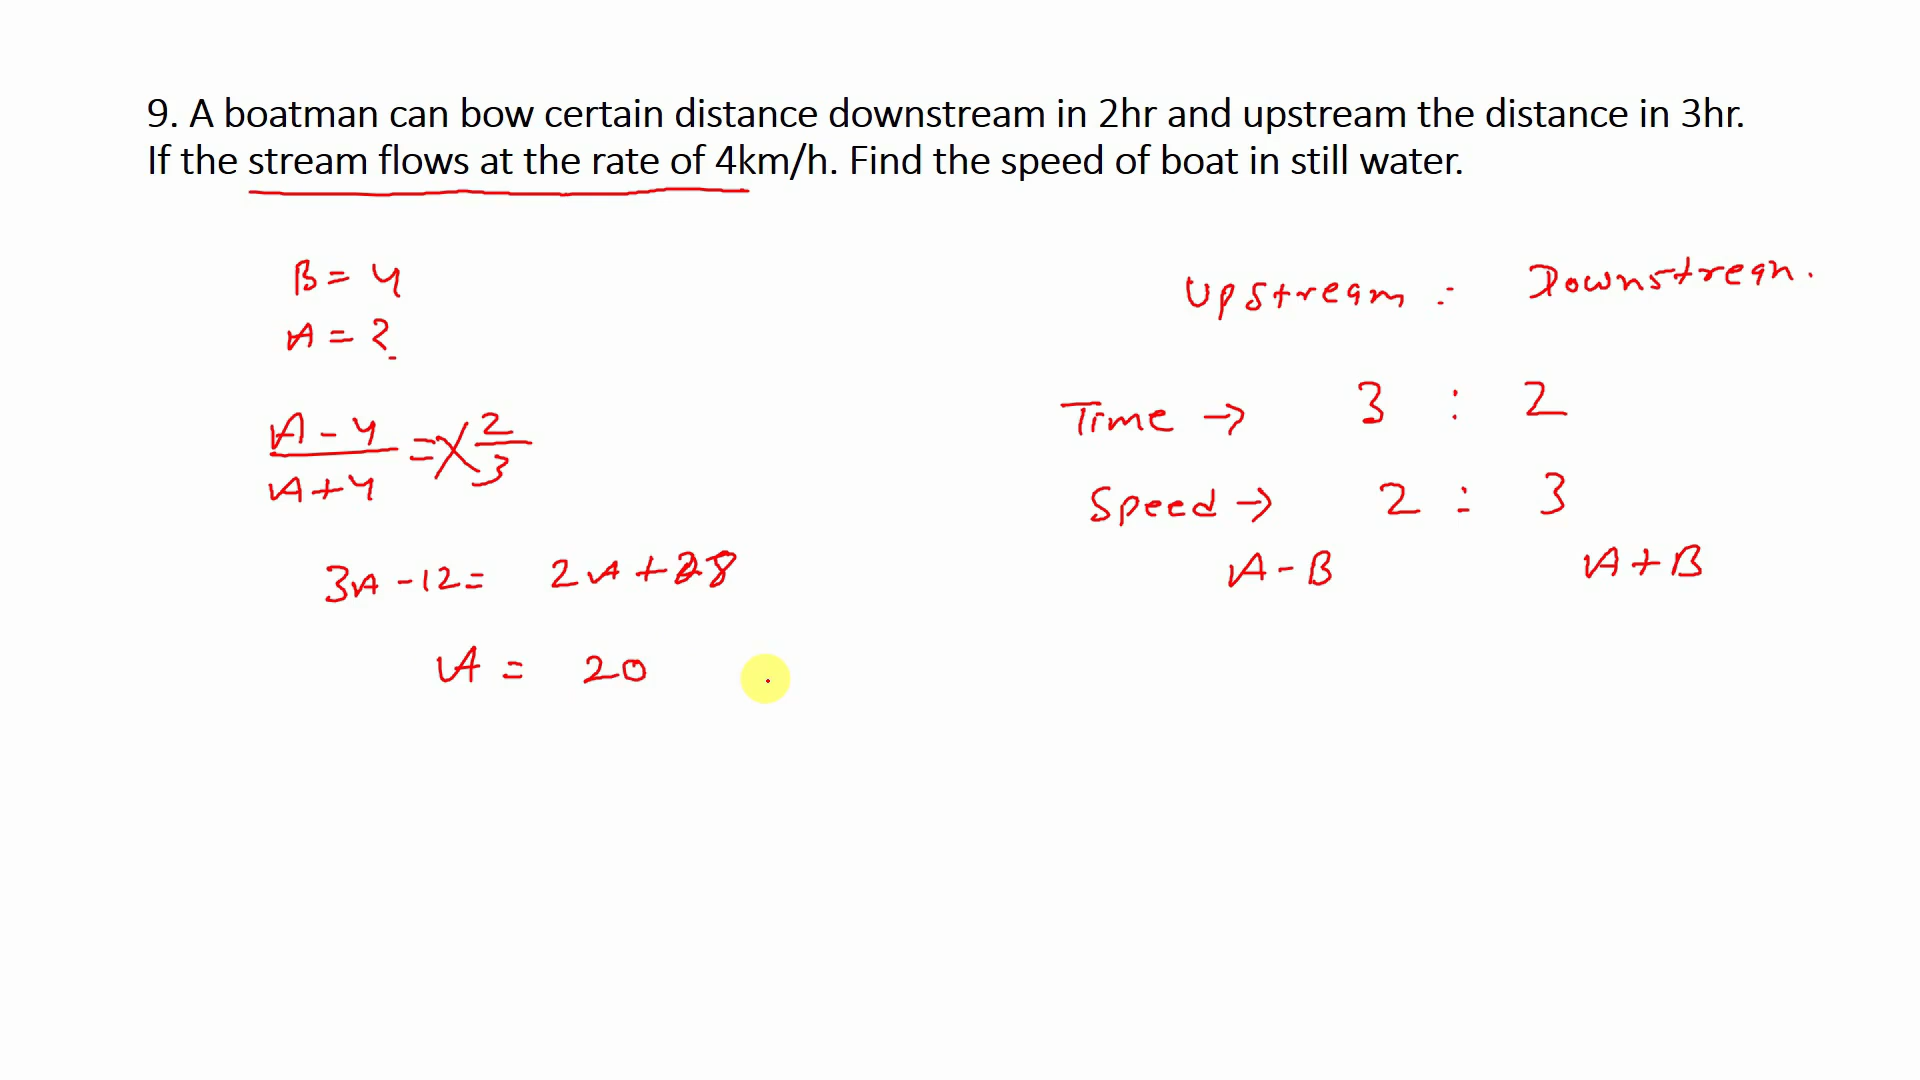 9. A boatman can bow certain distance downstream in 2hr and upstream the distance in 3hr.
If the stream flows at the rate of 4km/h. Find the speed of boat in still water.
B = 4
A = ?
A - 4 / A + 4 = 2 / 3
3A - 12 = 2A + 8
A = 20
Upstream : Downstream.
Time → 3 : 2
Speed → 2 : 3
A - B A + B